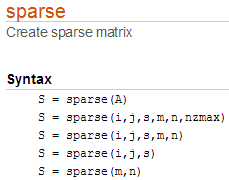 sparse
Create sparse matrix
Syntax
S = sparse(A)
S = sparse(i,j,s,m,n,nzmax)
S = sparse(i,j,s,m,n)
S = sparse(i,j,s)
S = sparse(m,n)